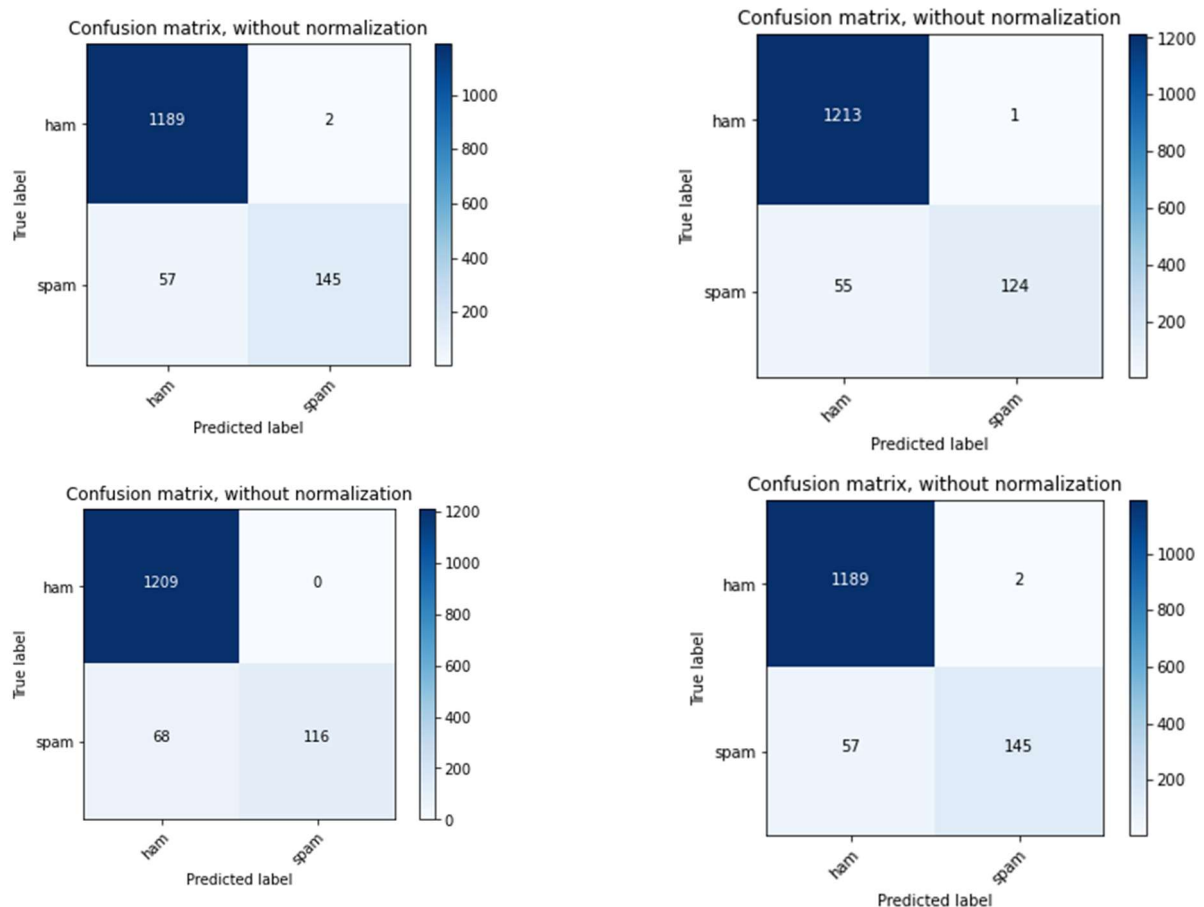 Confusion matrix, without normalization
ham
1189
2
spam
57
145
True label
ham
spam
Predicted label
1000
800
600
400
200
Confusion matrix, without normalization
ham
1213
1
spam
55
124
True label
ham
spam
Predicted label
1200
1000
800
600
400
200
Confusion matrix, without normalization
ham
1209
0
spam
68
116
True label
ham
spam
Predicted label
1200
1000
800
600
400
200
0
Confusion matrix, without normalization
ham
1189
2
spam
57
145
True label
ham
spam
Predicted label
1000
800
600
400
200